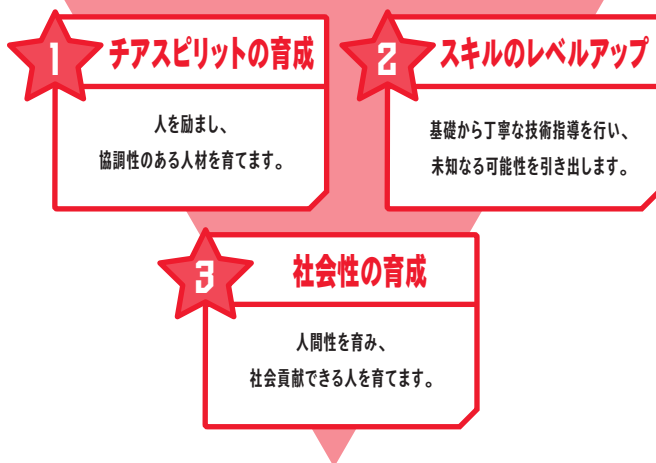 1
チアスピリットの育成
人を励まし、
協調性のある人材を育てます。
2
スキルのレベルアップ
基礎から丁寧な技術指導を行い、
未知なる可能性を引き出します。
3
社会性の育成
人間性を育み、
社会貢献できる人を育てます。